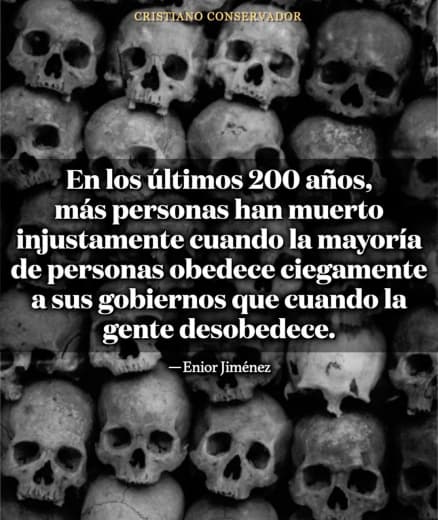 CRISTIANO CONSERVADOR
En los últimos 200 años,
más personas han muerto
injustamente cuando la mayoría
de personas obedece ciegamente
a sus gobiernos que cuando la
gente desobedece.
—Enior Jiménez